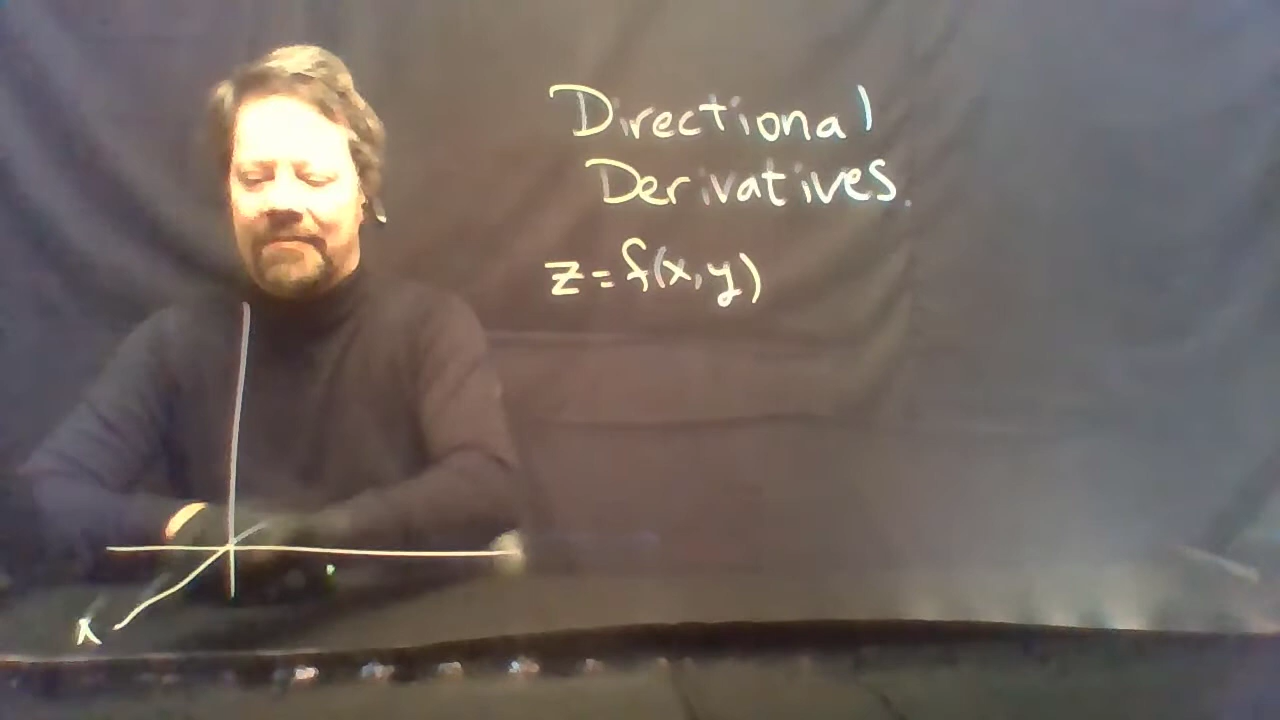 Directional
Derivatives.
z=f(x,y)
x